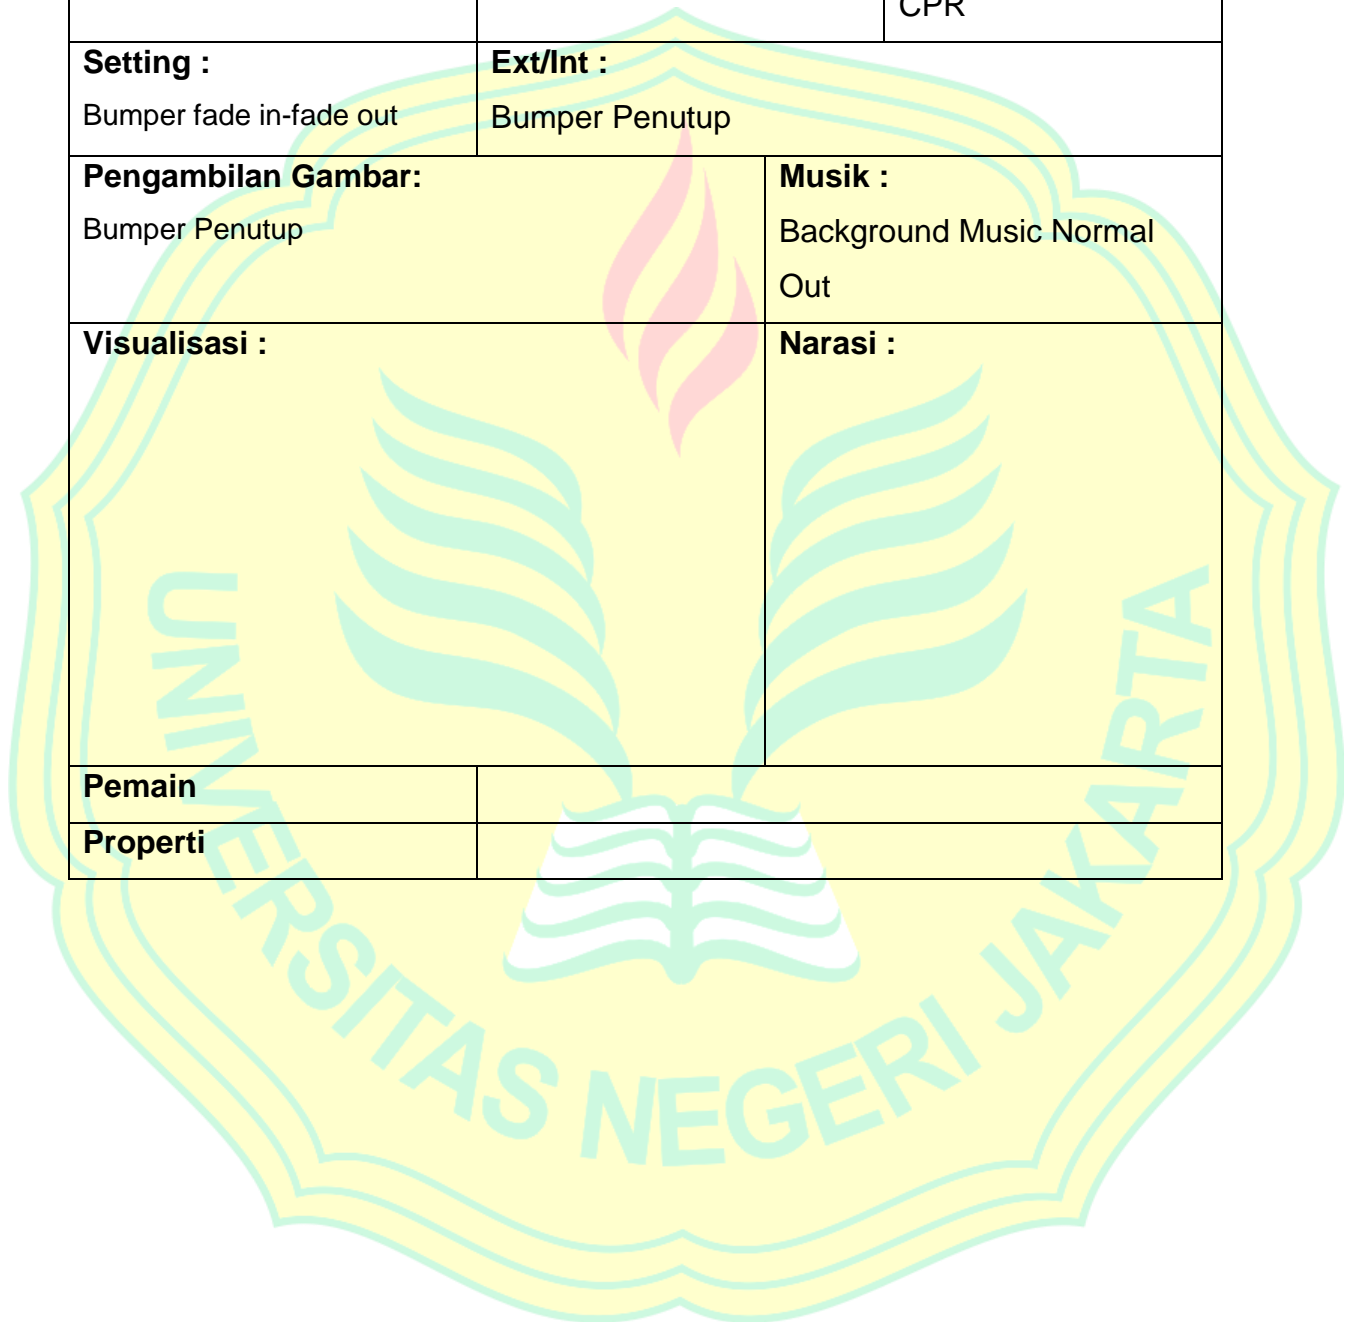 CPR
Setting :
Ext/Int :
Bumper fade in-fade out
Bumper Penutup
Pengambilan Gambar:
Musik :
Bumper Penutup
Background Music Normal
Out
Visualisasi :
Narasi :
Pemain
Properti
UNIVERSITAS NEGERI JAKARTA